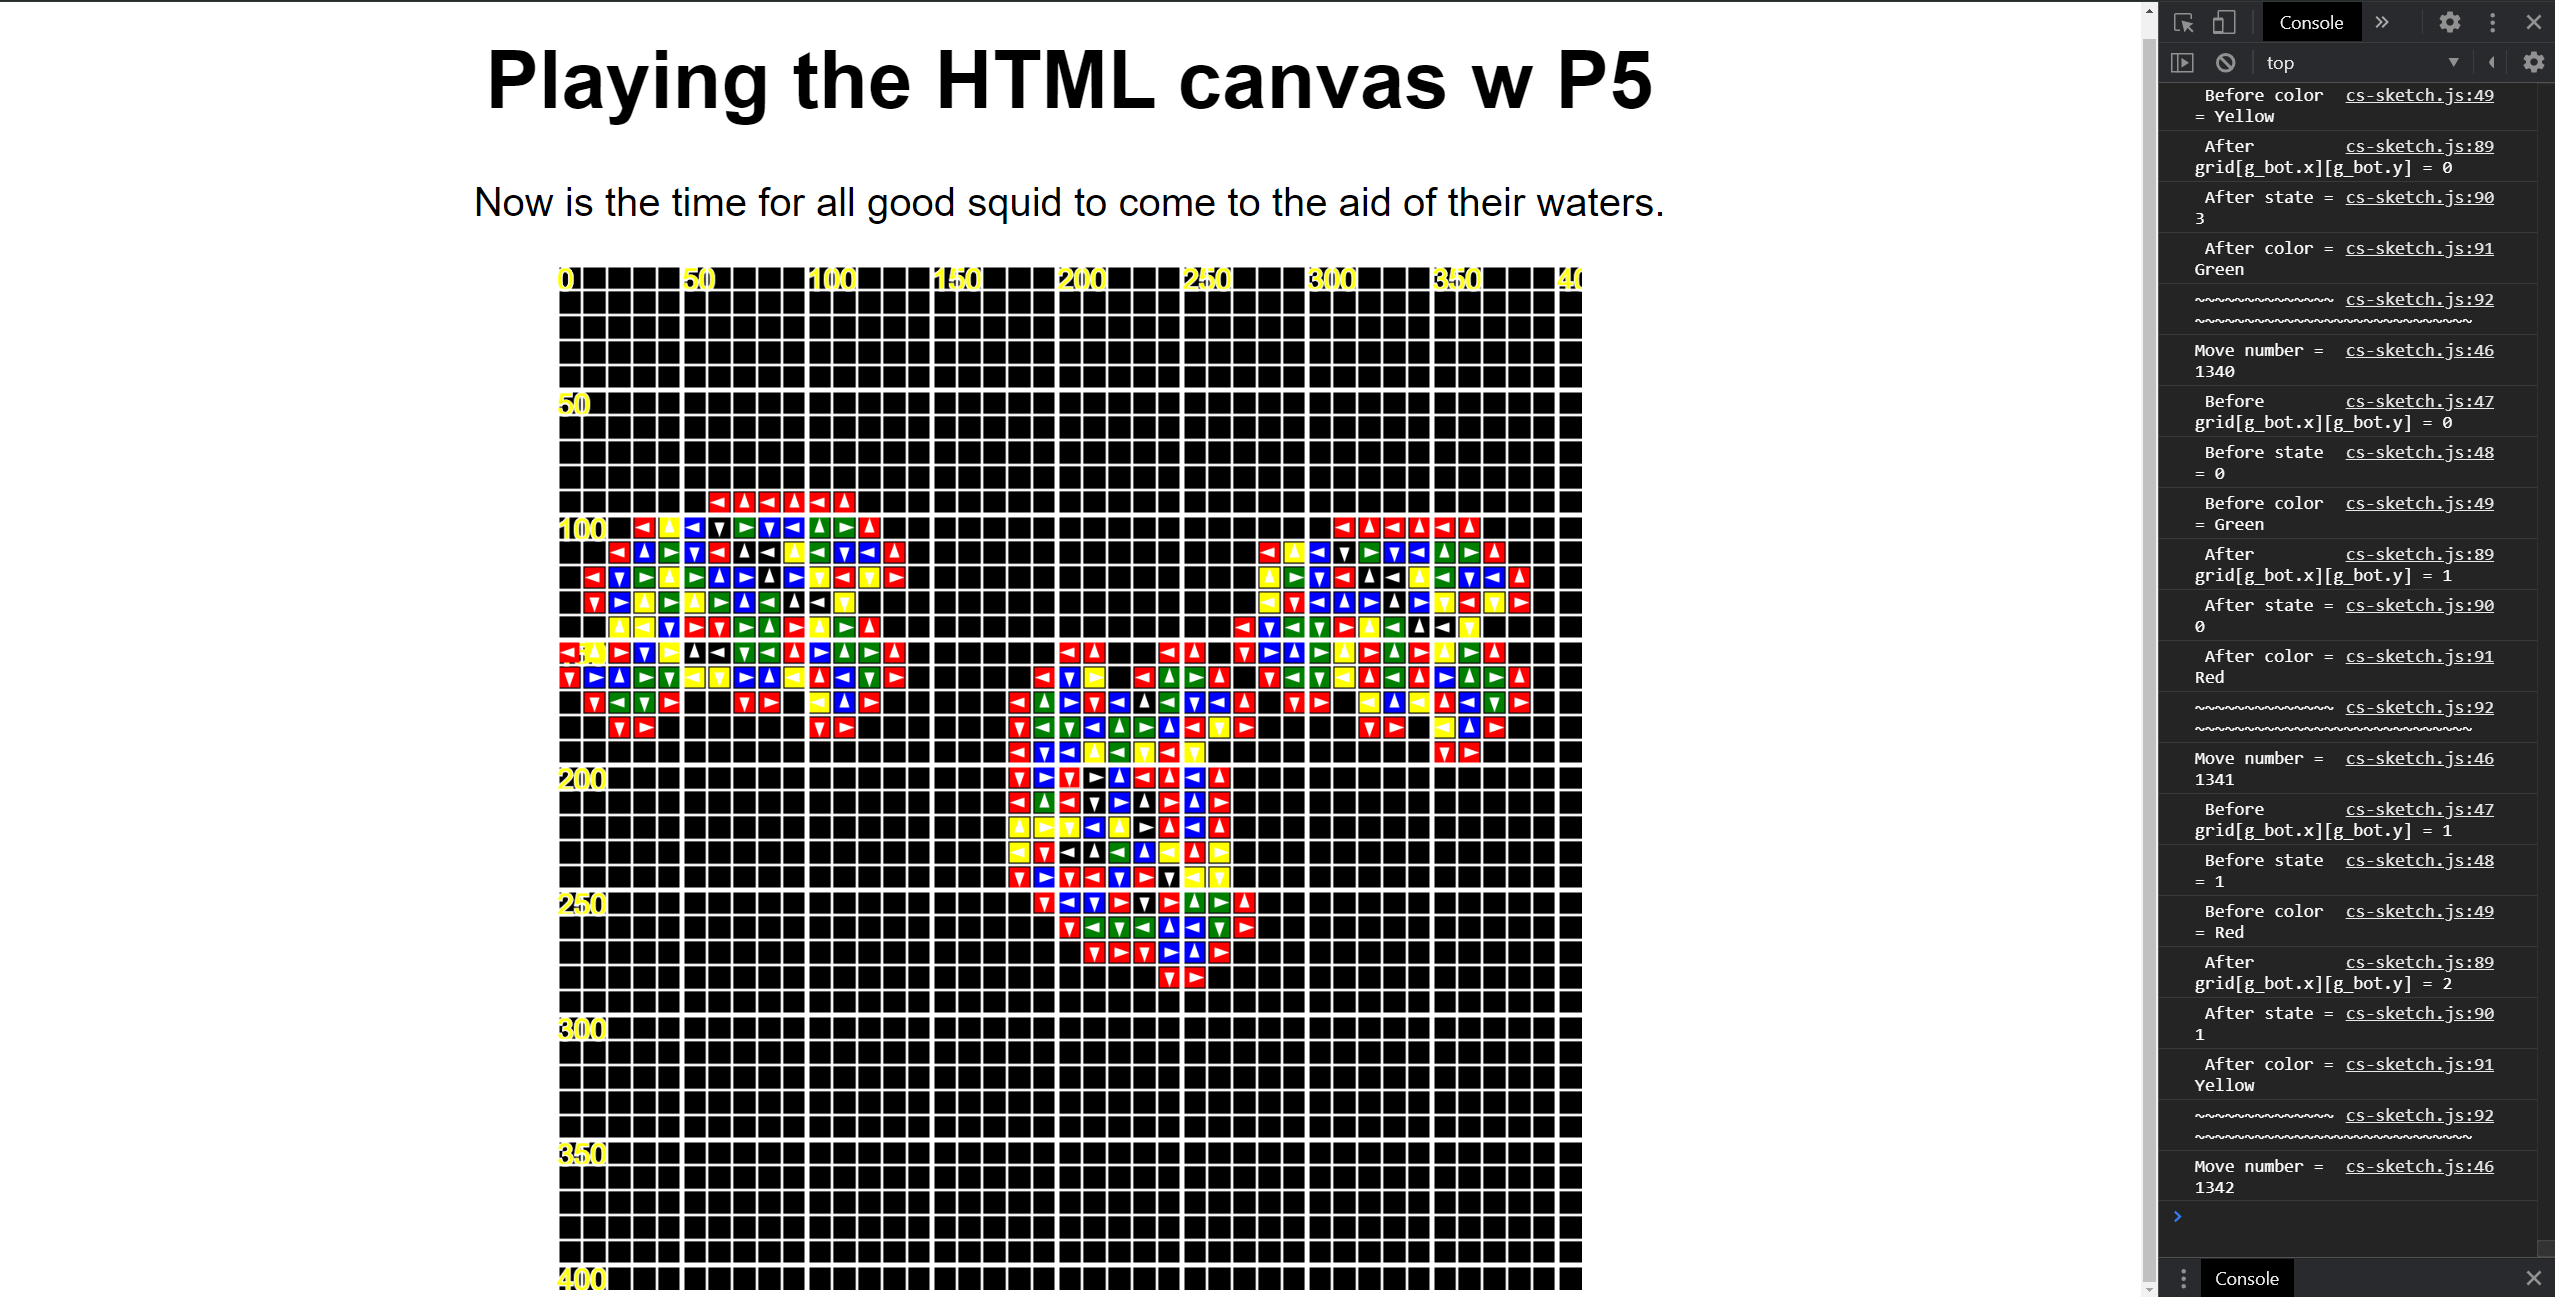 Playing the HTML canvas w P5
Now is the time for all good squid to come to the aid of their waters.
0 50 100 150 200 250 300 350 40
50
100
200
250
300
350
400
Console
top
Before color cs-sketch.js:49
= Yellow
After cs-sketch.js:89
grid[g_bot.x][g_bot.y] = 0
After state = cs-sketch.js:90
3
After color = cs-sketch.js:91
Green
~~~~~~~~~~~~~~ cs-sketch.js:92
~~~~~~~~~~~~~~~~~~~~~~~~~~~~
Move number = cs-sketch.js:46
1340
Before cs-sketch.js:47
grid[g_bot.x][g_bot.y] = 0
Before state cs-sketch.js:48
= 0
Before color cs-sketch.js:49
= Green
After cs-sketch.js:89
grid[g_bot.x][g_bot.y] = 1
After state = cs-sketch.js:90
0
After color = cs-sketch.js:91
Red
~~~~~~~~~~~~~~ cs-sketch.js:92
~~~~~~~~~~~~~~~~~~~~~~~~~~~~
Move number = cs-sketch.js:46
1341
Before cs-sketch.js:47
grid[g_bot.x][g_bot.y] = 1
Before state cs-sketch.js:48
= 1
Before color cs-sketch.js:49
= Red
After cs-sketch.js:89
grid[g_bot.x][g_bot.y] = 2
After state = cs-sketch.js:90
1
After color = cs-sketch.js:91
Yellow
~~~~~~~~~~~~~~ cs-sketch.js:92
~~~~~~~~~~~~~~~~~~~~~~~~~~~~
Move number = cs-sketch.js:46
1342
Console